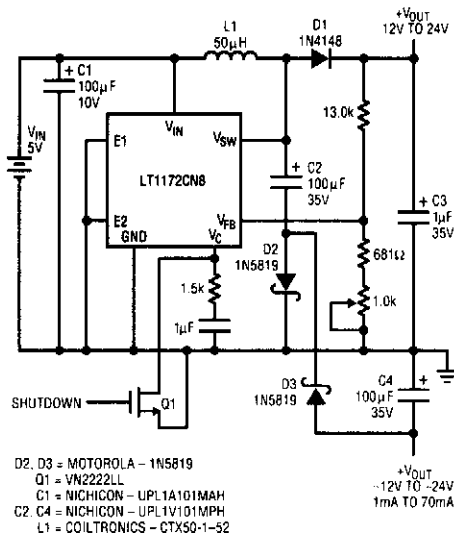 L1
50μH
D1
1N4148
+VOUT
12V TO 24V
+ C1
100μF
10V
VIN
5V
VIN
E1
VSW
LT1172CN8
E2
VFB
GND
VC
13.0k
+
C2
100μF
35V
+
C3
1μF
35V
D2
1N5819
681Ω
1.0k
1.5k
1μF
D3
1N5819
C4 +
100μF
35V
SHUTDOWN
Q1
+VOUT
–12V TO –24V
1mA TO 70mA
D2, D3 = MOTOROLA – 1N5819
Q1 = VN2222LL
C1 = NICHICON – UPL1A101MAH
C2, C4 = NICHICON – UPL1V101MPH
L1 = COILTRONICS – CTX50-1–52